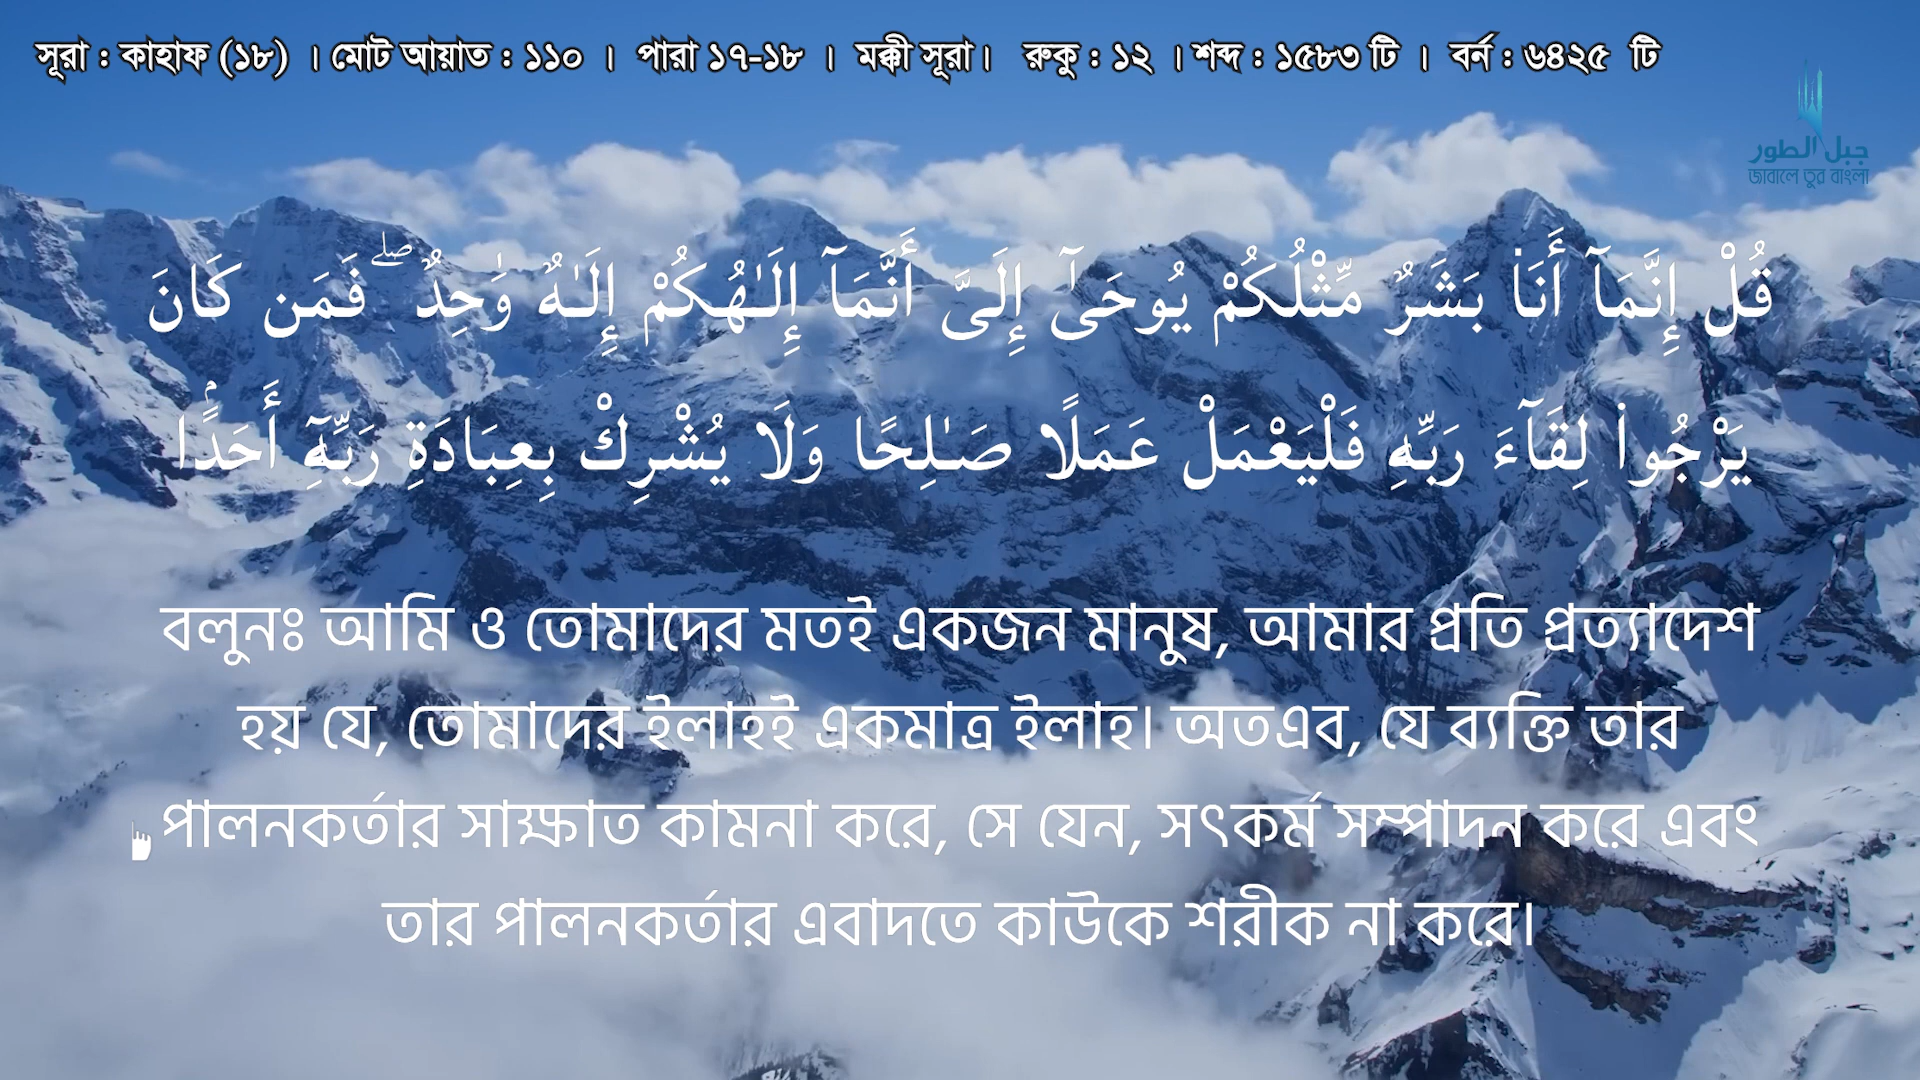 সূরা : কাহাফ (১৮) । মোট আয়াত : ১১০ । পারা ১৭-১৮ । মক্কী সূরা। রুকু : ১২ । শব্দ : ১৫৮৩ টি । বর্ন : ৬৪২৫ টি
جبل الطور
জাবালে তুর বাংলা
قُلْ إِنَّمَآ أَنَا۠ بَشَرٌ مِّثْلُكُمْ يُوحَىٰٓ إِلَىَّ أَنَّمَآ إِلَـٰهُكُمْ إِلَـٰهٌ وَٰحِدٌ ۖ فَمَن كَانَ
يَرْجُوا۟ لِقَآءَ رَبِّهِۦ فَلْيَعْمَلْ عَمَلًا صَـٰلِحًا وَلَا يُشْرِكْ بِعِبَادَةِ رَبِّهِۦٓ أَحَدًۢا
বলুনঃ আমি ও তোমাদের মতই একজন মানুষ, আমার প্রতি প্রত্যাদেশ
হয় যে, তোমাদের ইলাহই একমাত্র ইলাহ। অতএব, যে ব্যক্তি তার
পালনকর্তার সাক্ষাত কামনা করে, সে যেন, সৎকর্ম সম্পাদন করে এবং
তার পালনকর্তার এবাদতে কাউকে শরীক না করে।